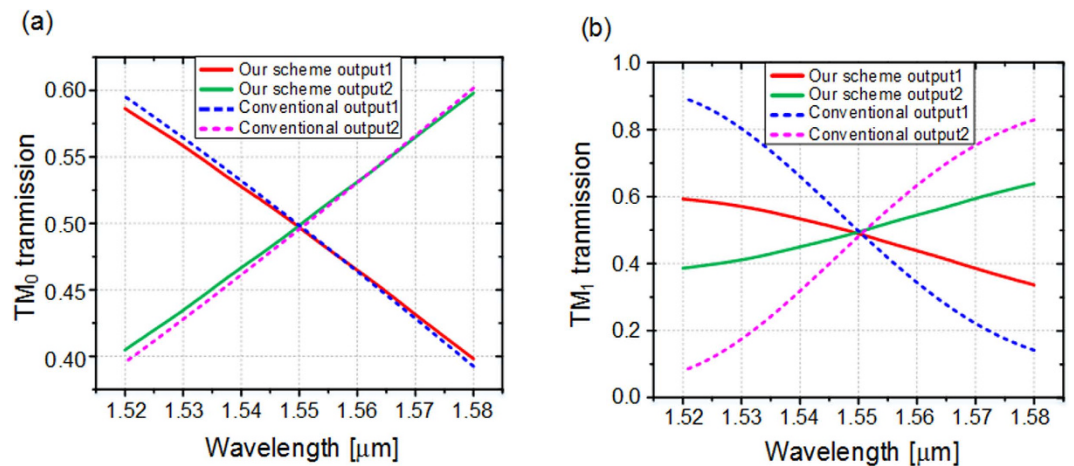 (a)
Our scheme output1
Our scheme output2
Conventional output1
Conventional output2
0.60
0.55
0.50
0.45
0.40
TM0 tranmission
1.52 1.53 1.54 1.55 1.56 1.57 1.58
Wavelength [μm]
(b)
Our scheme output1
Our scheme output2
Conventional output1
Conventional output2
1.0
0.8
0.6
0.4
0.2
0.0
TM1 tranmission
1.52 1.53 1.54 1.55 1.56 1.57 1.58
Wavelength [μm]